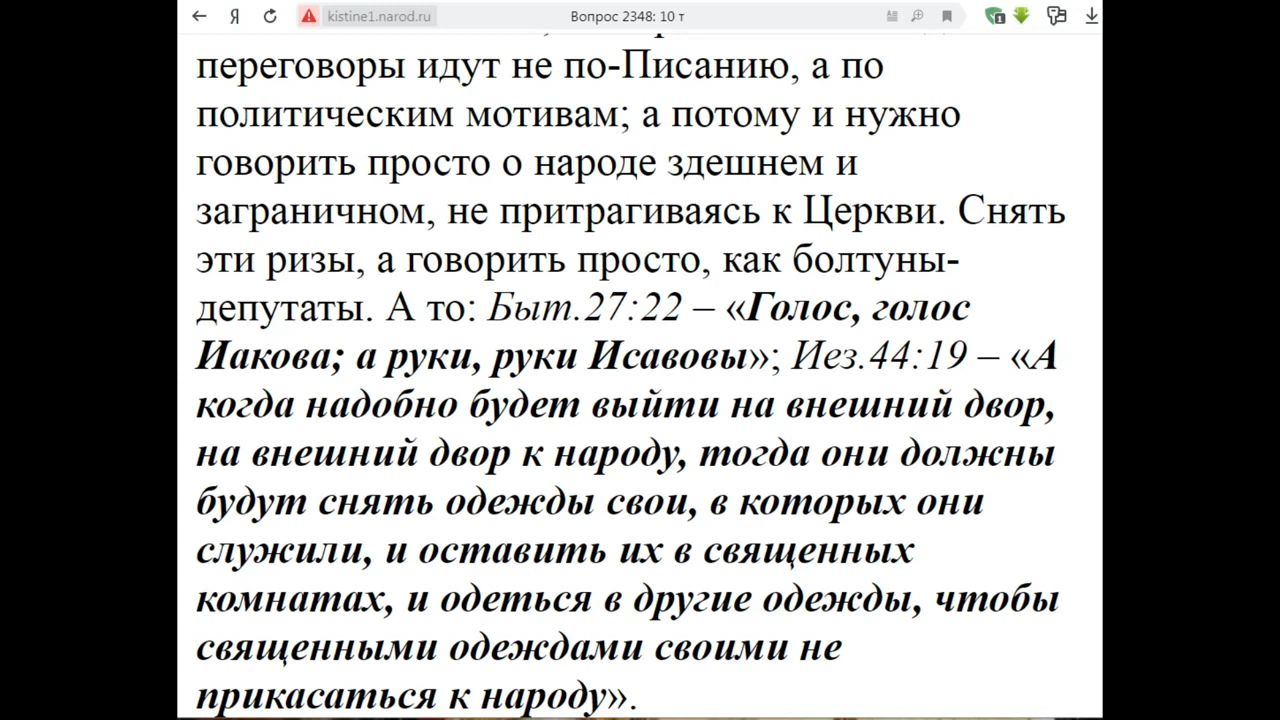 Я
kistine1.narod.ru
Вопрос 2348: 10 т
1
переговоры идут не по-Писанию, а по
политическим мотивам; а потому и нужно
говорить просто о народе здешнем и
заграничном, не притрагиваясь к Церкви. Снять
эти ризы, а говорить просто, как болтуны-
депутаты. А то: Быт.27:22 – «Голос, голос
Иакова; а руки, руки Исавовы»; Иез.44:19 – «А
когда надобно будет выйти на внешний двор,
на внешний двор к народу, тогда они должны
будут снять одежды свои, в которых они
служили, и оставить их в священных
комнатах, и одеться в другие одежды, чтобы
священными одеждами своими не
прикасаться к народу».